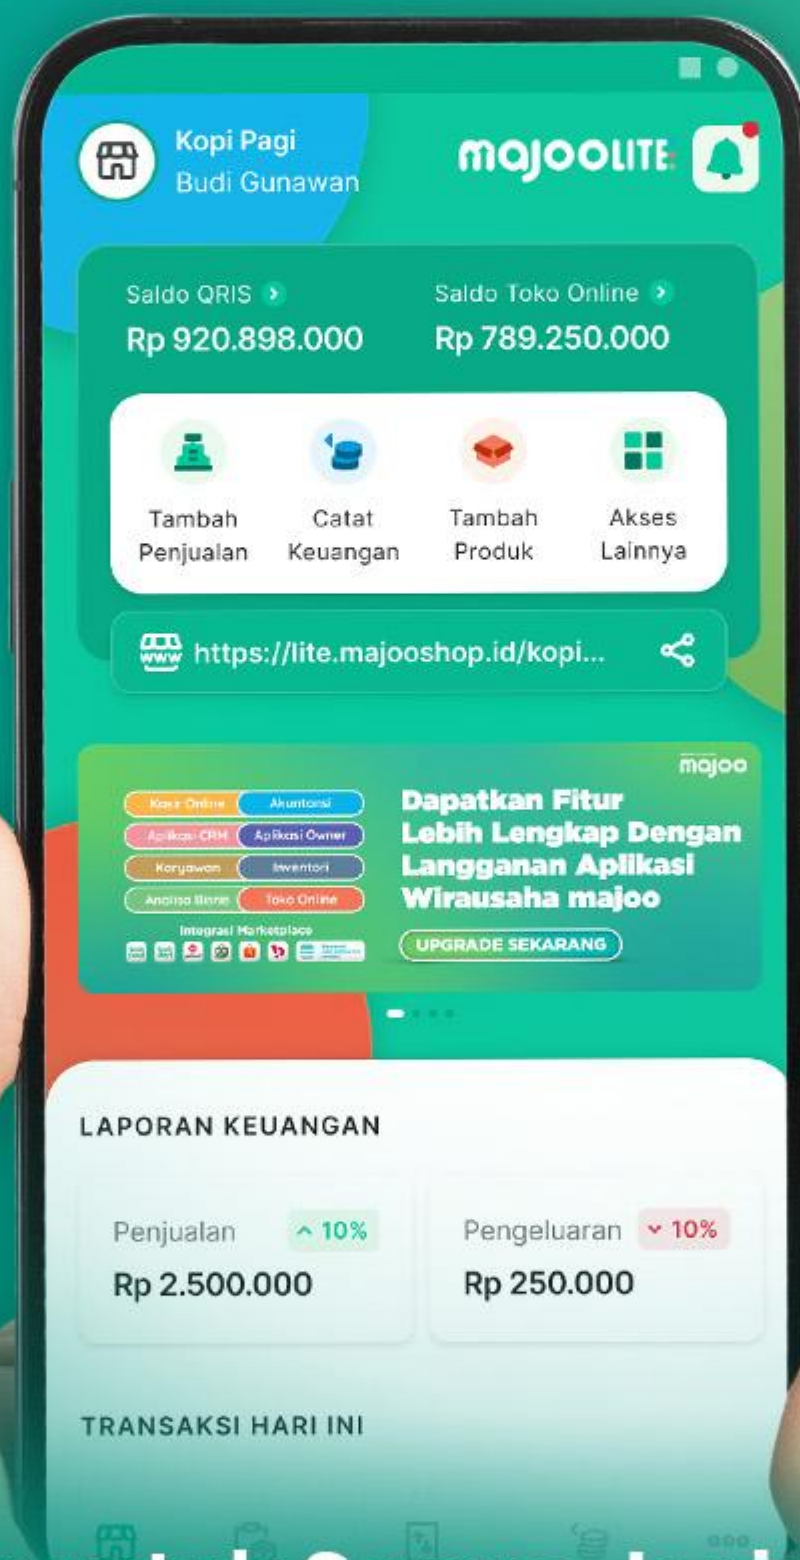 Kopi Pagi
Budi Gunawan
majooLITE
Saldo QRIS
Rp 920.898.000
Saldo Toko Online
Rp 789.250.000
Tambah
Penjualan
Catat
Keuangan
Tambah
Produk
Akses
Lainnya
www
https://lite.majooshop.id/kopi...
majoo
Kasir Online
Akuntansi
Aplikasi CRM
Aplikasi Owner
Karyawan
Inventori
Analisa Bisnis
Toko Online
Integrasi Marketplace
Dapatkan Fitur
Lebih Lengkap Dengan
Langganan Aplikasi
Wirausaha majoo
UPGRADE SEKARANG
LAPORAN KEUANGAN
Penjualan
10%
Rp 2.500.000
Pengeluaran
10%
Rp 250.000
TRANSAKSI HARI INI